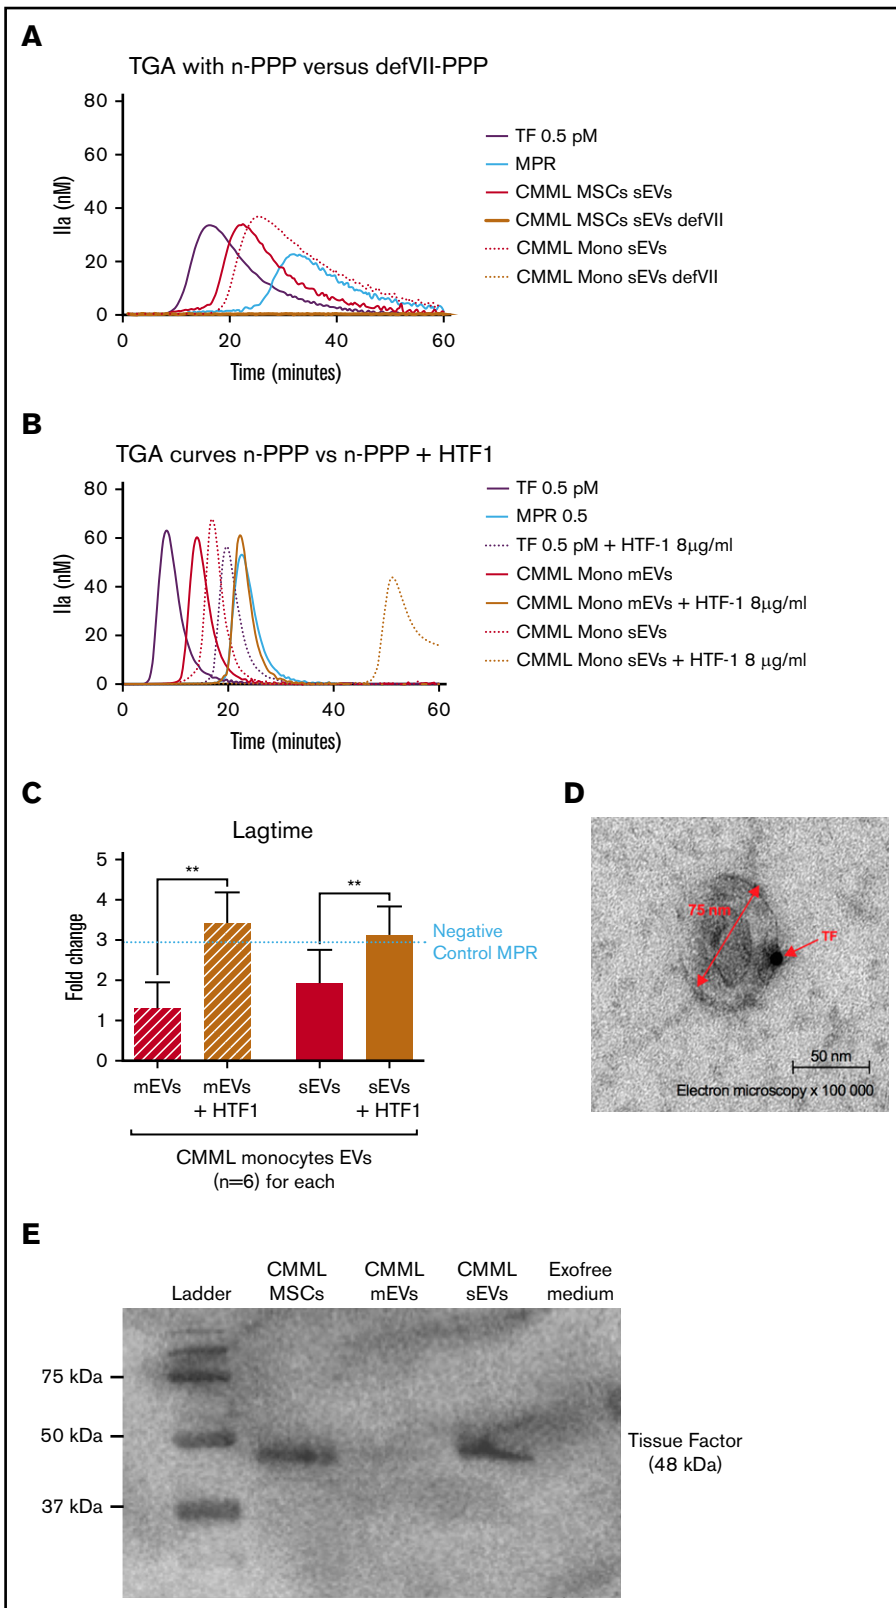 A
TGA with n-PPP versus defVII-PPP
80
60
40
20
0
IIa (nM)
0 20 40 60
Time (minutes)
TF 0.5 pM
MPR
CMML MSCs sEVs
CMML MSCs sEVs defVII
CMML Mono sEVs
CMML Mono sEVs defVII
B
TGA curves n-PPP vs n-PPP + HTF1
80
60
40
20
0
IIa (nM)
0 20 40 60
Time (minutes)
TF 0.5 pM
MPR 0.5
TF 0.5 pM + HTF-1 8µg/ml
CMML Mono mEVs
CMML Mono mEVs + HTF-1 8µg/ml
CMML Mono sEVs
CMML Mono sEVs + HTF-1 8 µg/ml
C
Lagtime
5
4
3
2
1
0
Fold change
**
**
Negative
Control MPR
mEVs mEVs sEVs sEVs
+ HTF1 + HTF1
CMML monocytes EVs
(n=6) for each
D
75 nm
TF
50 nm
Electron microscopy x 100 000
E
CMML CMML CMML Exofree
Ladder MSCs mEVs sEVs medium
75 kDa
50 kDa
37 kDa
Tissue Factor
(48 kDa)